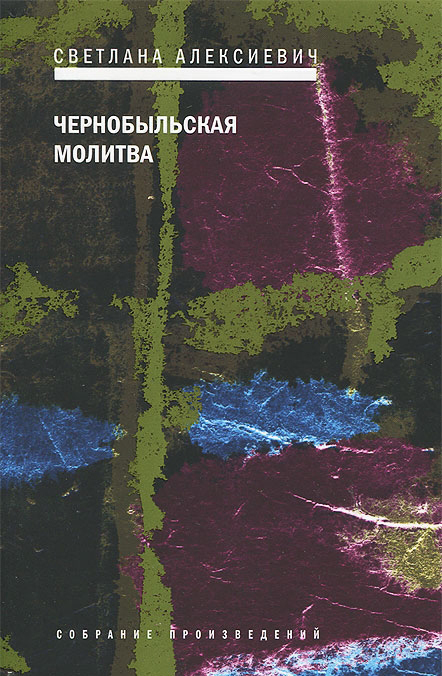 СВЕТЛАНА АЛЕКСИЕВИЧ
ЧЕРНОБЫЛЬСКАЯ
МОЛИТВА
СОБРАНИЕ ПРОИЗВЕДЕНИЙ